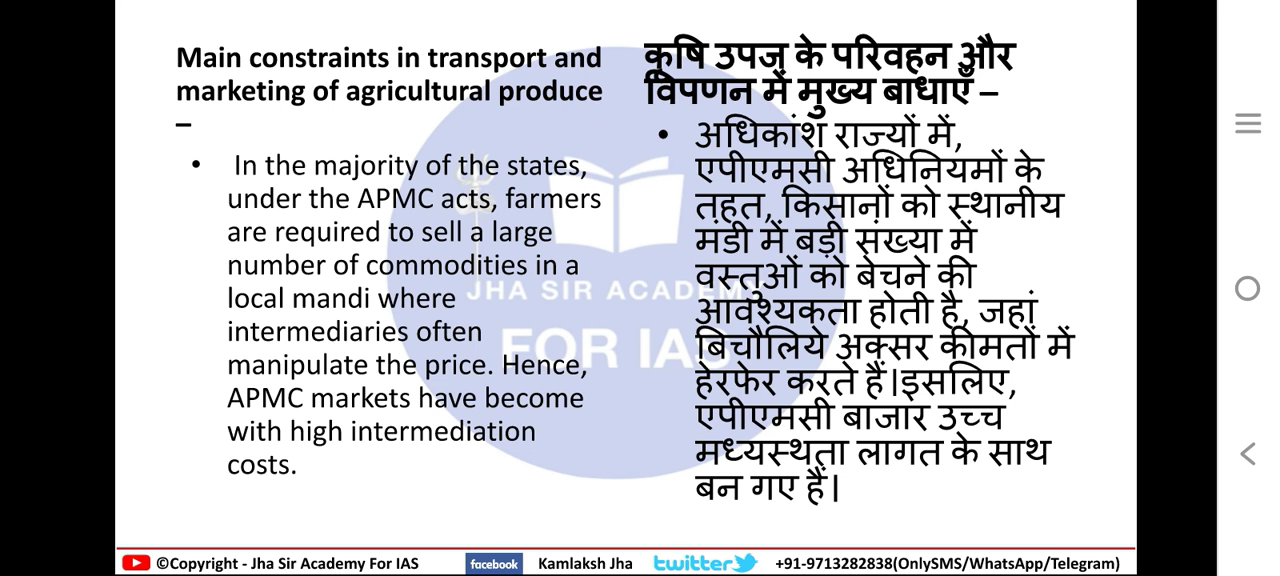 Main constraints in transport and
marketing of agricultural produce
–
• In the majority of the states,
under the APMC acts, farmers
are required to sell a large
number of commodities in a
local mandi where
intermediaries often
manipulate the price. Hence,
APMC markets have become
with high intermediation
costs.
कृषि उपज के परिवहन और
विपणन में मुख्य बाधाएँ –
• अधिकांश राज्यों में,
एपीएमसी अधिनियमों के
तहत, किसानों को स्थानीय
मंडी में बड़ी संख्या में
वस्तुओं को बेचने की
आवश्यकता होती है, जहां
बिचौलिये अक्सर कीमतों में
हेरफेर करते हैं।इसलिए,
एपीएमसी बाजार उच्च
मध्यस्थता लागत के साथ
बन गए हैं।
JHA SIR ACADEMY
FOR IAS
©Copyright - Jha Sir Academy For IAS facebook Kamlaksh Jha twitter +91-9713282838(OnlySMS/WhatsApp/Telegram)